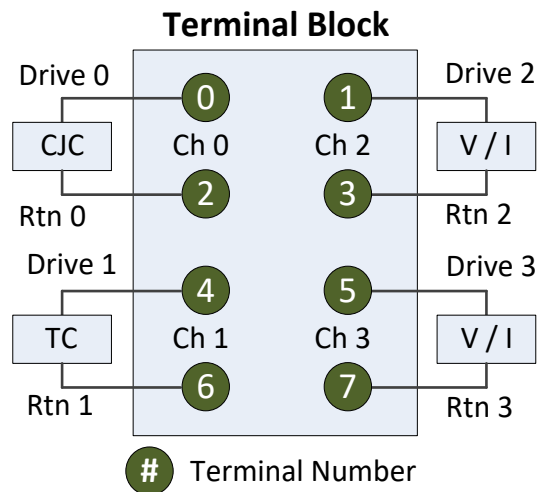 Terminal Block
Drive 0
0
1
Drive 2
CJC
Ch 0
Ch 2
V / I
2
3
Rtn 0
Rtn 2
Drive 1
Drive 3
4
5
TC
Ch 1
Ch 3
V / I
6
7
Rtn 1
Rtn 3
# Terminal Number